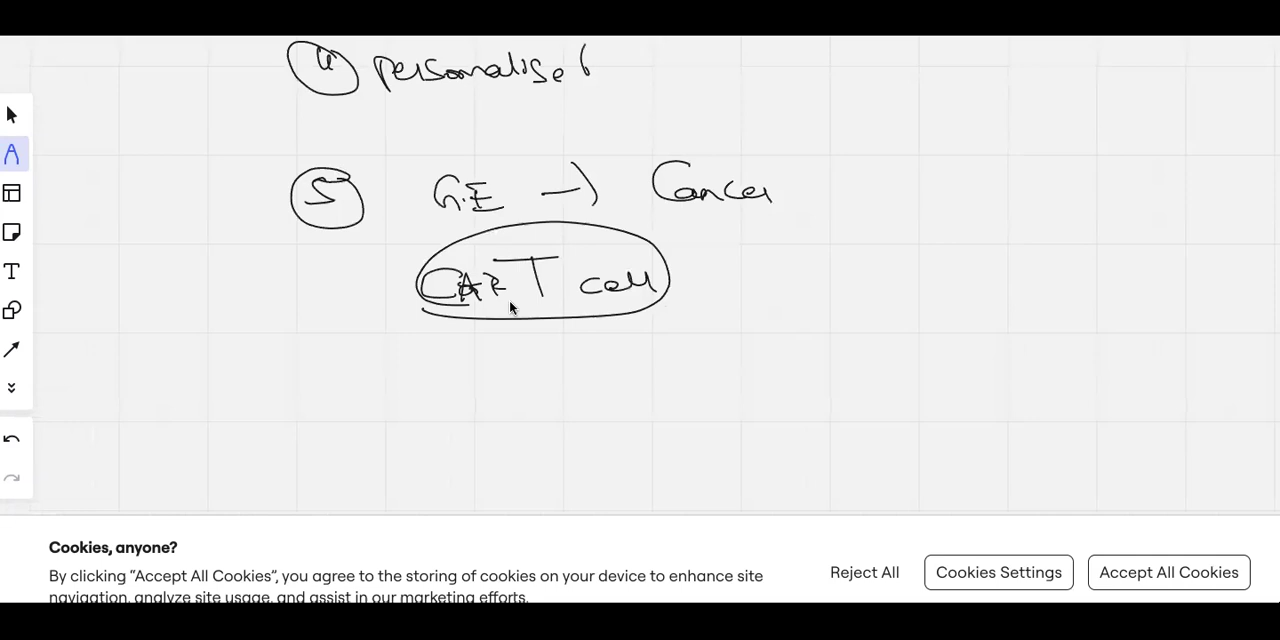 4 personalise (
5 G.E → Cancer
CAR T cell
T
Cookies, anyone?
By clicking “Accept All Cookies”, you agree to the storing of cookies on your device to enhance site
navigation, analyze site usage, and assist in our marketing efforts.
Reject All
Cookies Settings
Accept All Cookies